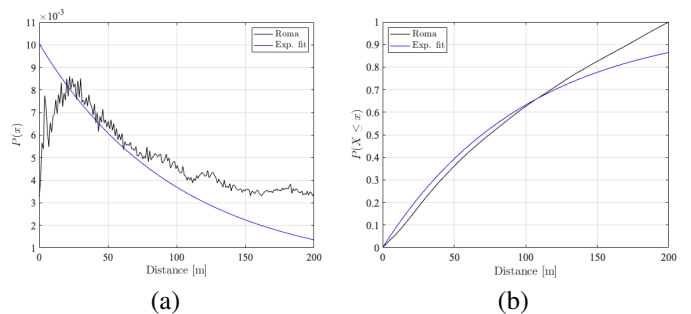 ×10⁻³
11
10
9
8
7
6
5
4
3
2
1
P(x)
0 50 100 150 200
Distance [m]
Roma
Exp. fit
(a)
1
0.9
0.8
0.7
0.6
0.5
0.4
0.3
0.2
0.1
0
P(X ≤ x)
0 50 100 150 200
Distance [m]
Roma
Exp. fit
(b)